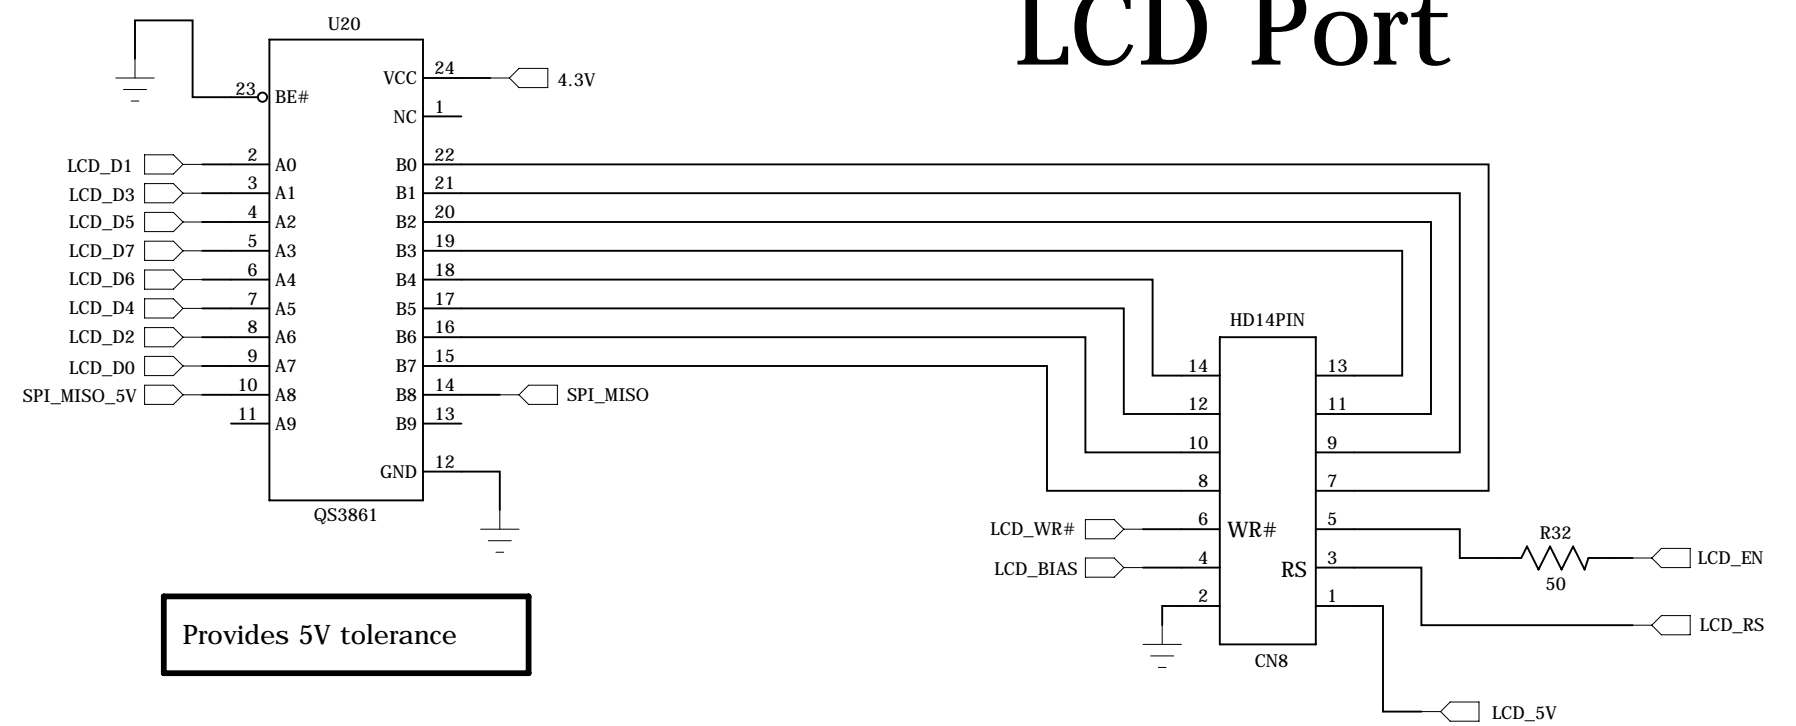 LCD Port
U20
VCC 24 4.3V
23 BE#
NC 1
LCD_D1 2 A0 B0 22
LCD_D3 3 A1 B1 21
LCD_D5 4 A2 B2 20
LCD_D7 5 A3 B3 19
LCD_D6 6 A4 B4 18
LCD_D4 7 A5 B5 17
LCD_D2 8 A6 B6 16
LCD_D0 9 A7 B7 15
SPI_MISO_5V 10 A8 B8 14 SPI_MISO
11 A9 B9 13
GND 12
QS3861
Provides 5V tolerance
HD14PIN
14 13
12 11
10 9
8 7
LCD_WR# 6 WR# 5 R32 50 LCD_EN
LCD_BIAS 4 RS 3 LCD_RS
2 1 LCD_5V
CN8